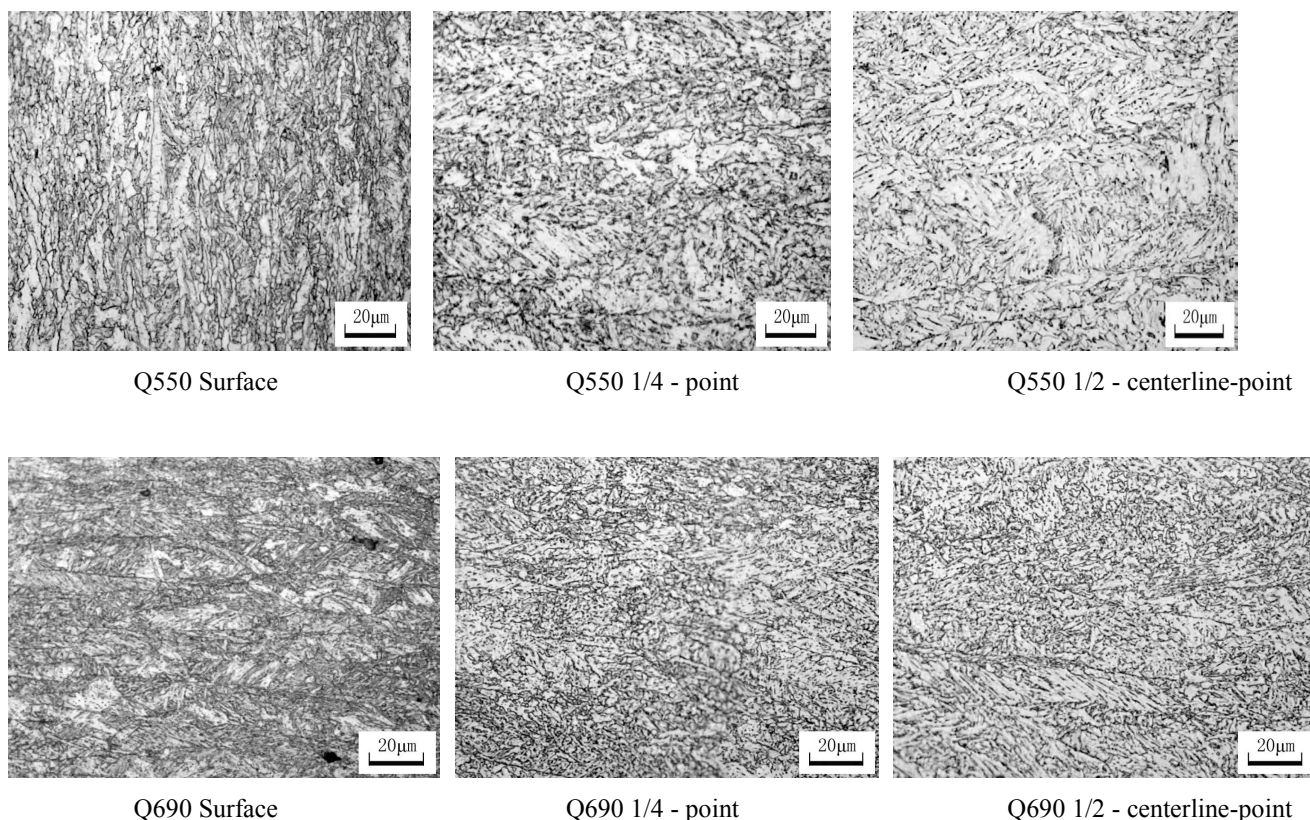 20μm
20μm
20μm
Q550 Surface
Q550 1/4 - point
Q550 1/2 - centerline-point
20μm
20μm
20μm
Q690 Surface
Q690 1/4 - point
Q690 1/2 - centerline-point